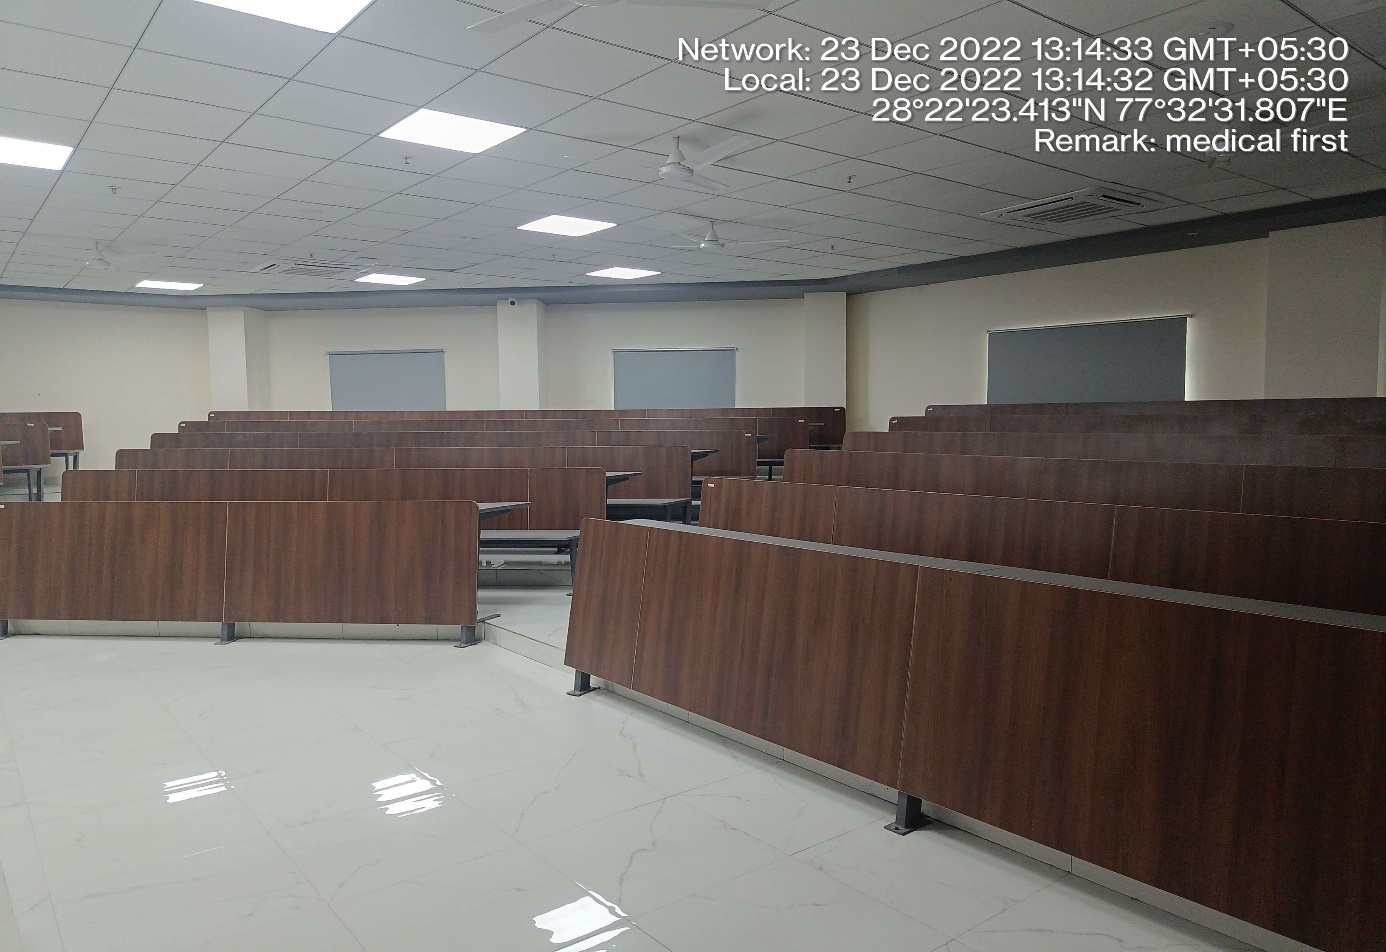 Network: 23 Dec 2022 13:14:33 GMT+05:30
Local: 23 Dec 2022 13:14:32 GMT+05:30
28°22'23.413"N 77°32'31.807"E
Remark: medical first